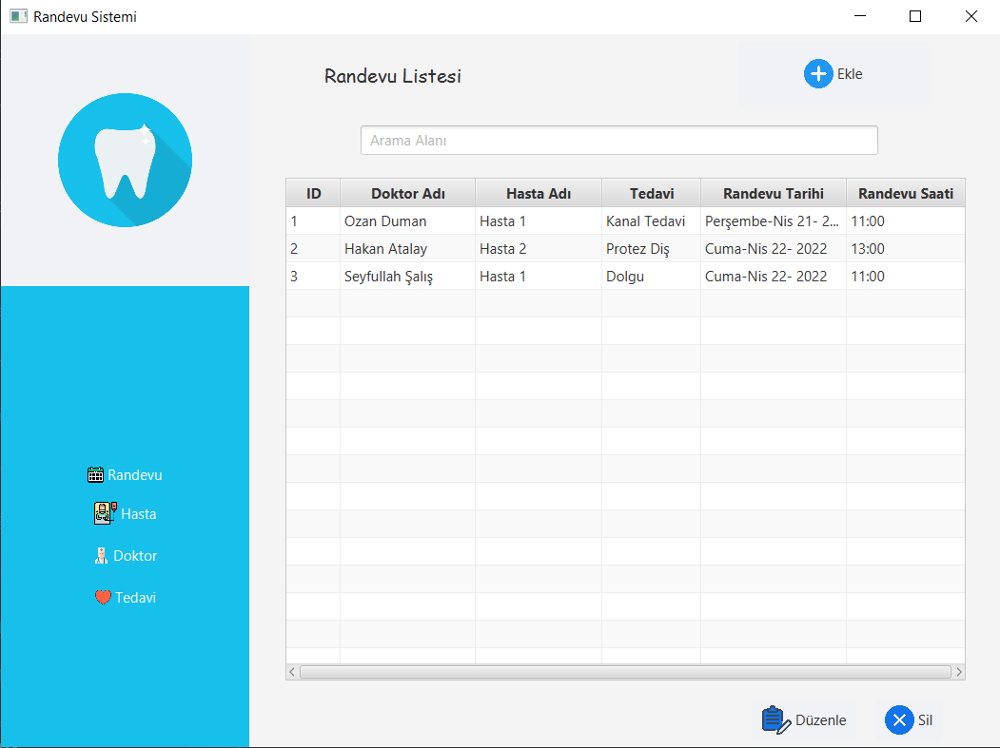 Randevu Sistemi
Randevu Listesi
Ekle
Arama Alanı
ID Doktor Adı Hasta Adı Tedavi Randevu Tarihi Randevu Saati
1 Ozan Duman Hasta 1 Kanal Tedavi Perşembe-Nis 21- 2... 11:00
2 Hakan Atalay Hasta 2 Protez Diş Cuma-Nis 22- 2022 13:00
3 Seyfullah Şalış Hasta 1 Dolgu Cuma-Nis 22- 2022 11:00
Randevu
Hasta
Doktor
Tedavi
Düzenle Sil